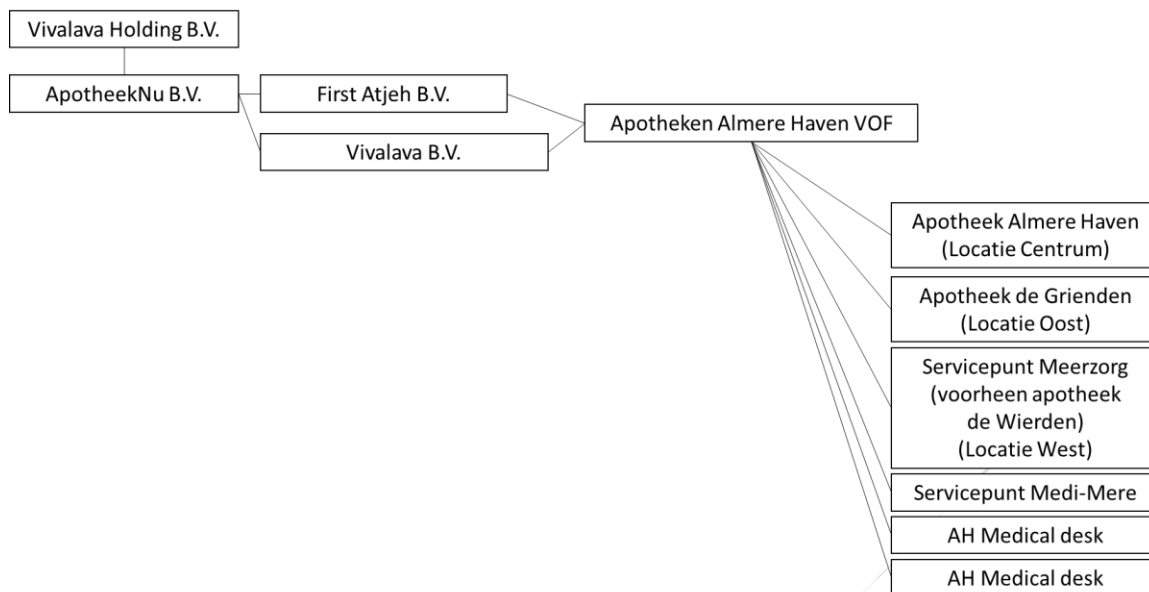 Vivalava Holding B.V.
ApotheekNu B.V.
First Atjeh B.V.
Vivalava B.V.
Apotheken Almere Haven VOF
Apotheek Almere Haven
(Locatie Centrum)
Apotheek de Grienden
(Locatie Oost)
Servicepunt Meerzorg
(voorheen apotheek
de Wierden)
(Locatie West)
Servicepunt Medi-Mere
AH Medical desk
AH Medical desk